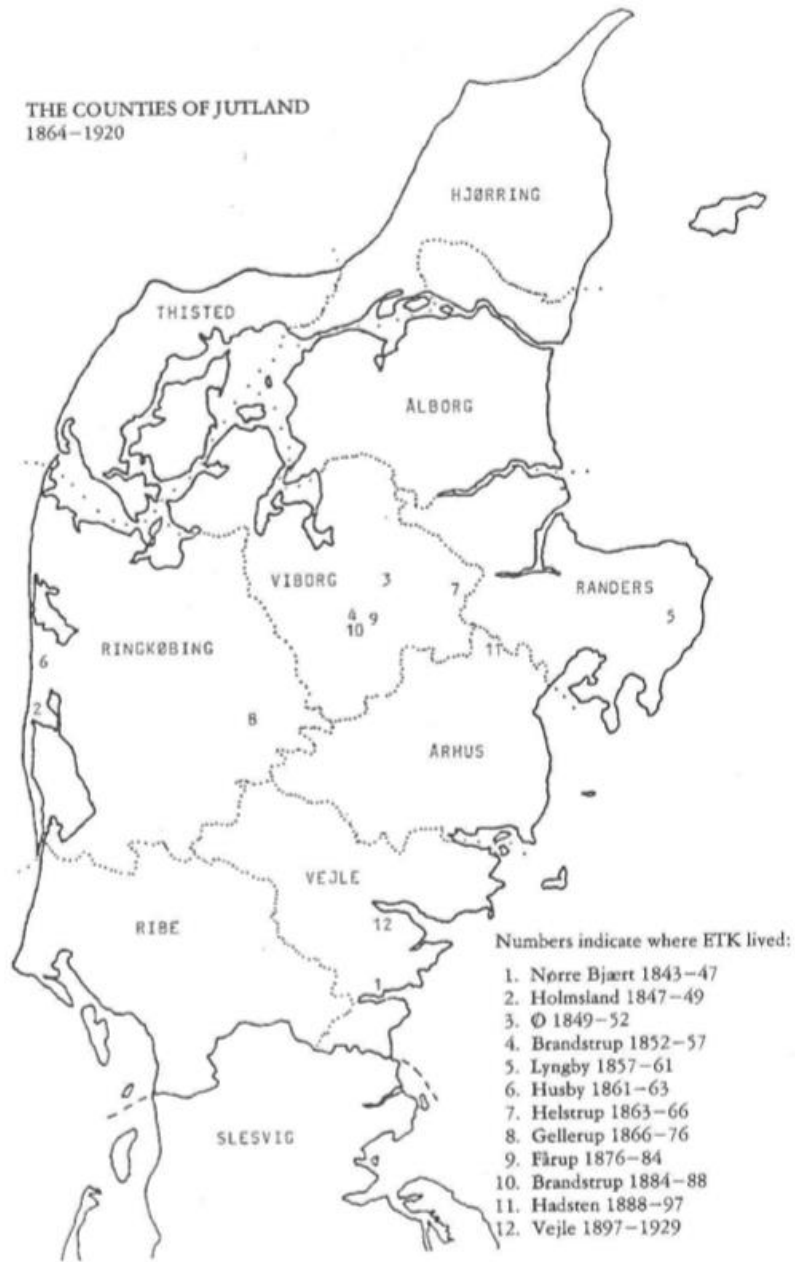 THE COUNTIES OF JUTLAND
1864–1920
HJØRRING
THISTED
ÅLBORG
VIBORG
3
7
RANDERS
4
9
5
10
RINGKØBING
11
6
2
8
ÅRHUS
VEJLE
RIBE
12
1
SLESVIG
Numbers indicate where ETK lived:
1. Nørre Bjært 1843–47
2. Holmsland 1847–49
3. Ø 1849–52
4. Brandstrup 1852–57
5. Lyngby 1857–61
6. Husby 1861–63
7. Helstrup 1863–66
8. Gellerup 1866–76
9. Fårup 1876–84
10. Brandstrup 1884–88
11. Hadsten 1888–97
12. Vejle 1897–1929